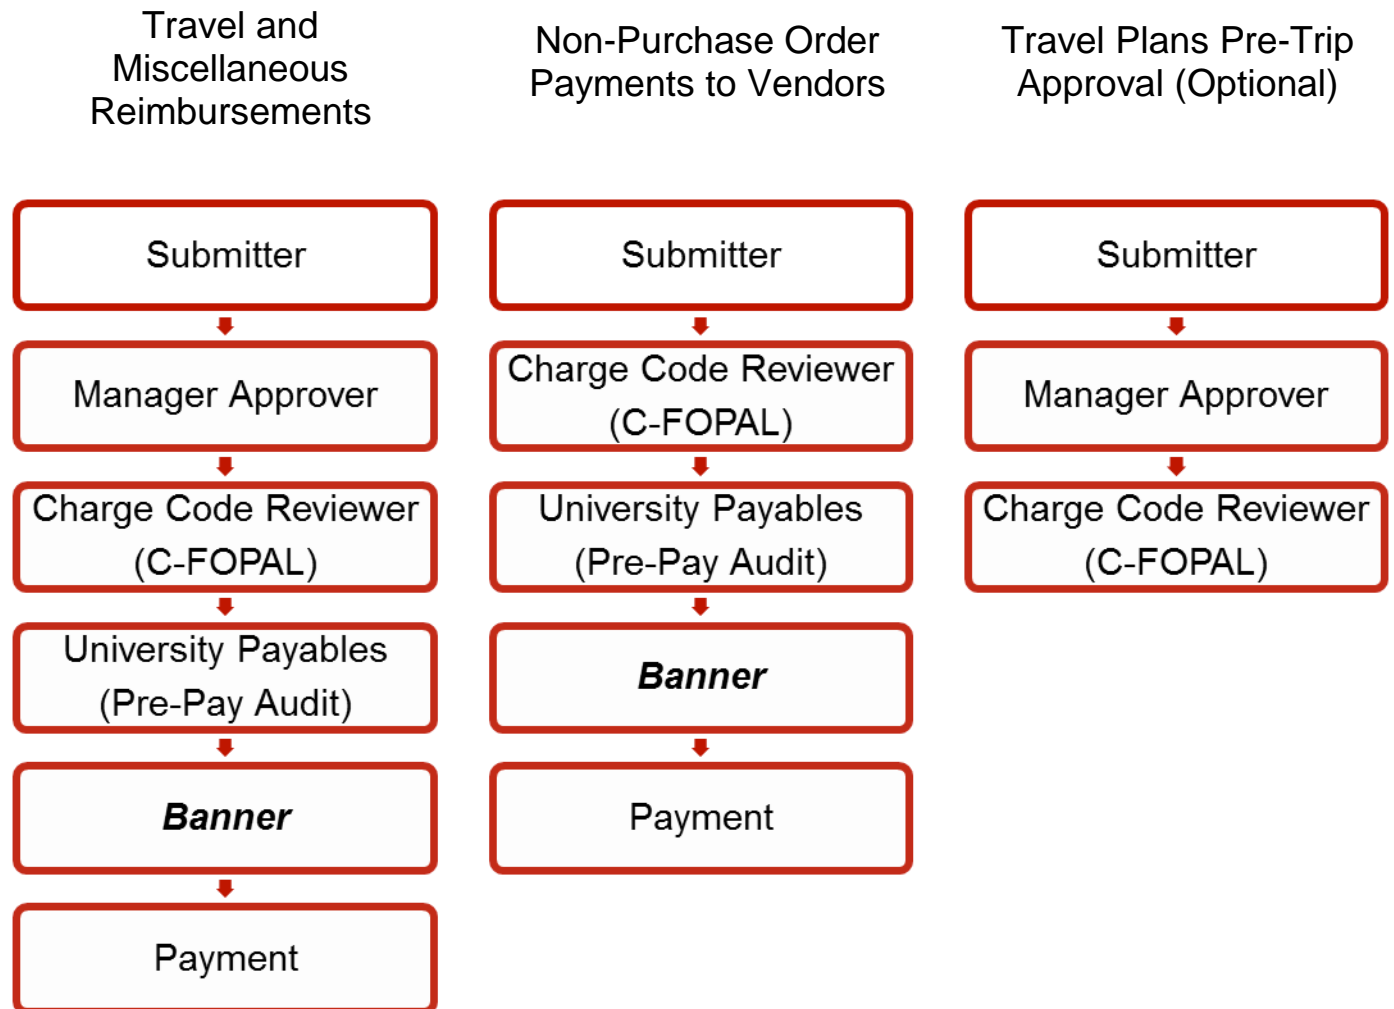 Travel and
Miscellaneous
Reimbursements
Submitter
Manager Approver
Charge Code Reviewer
(C-FOPAL)
University Payables
(Pre-Pay Audit)
Banner
Payment
Non-Purchase Order
Payments to Vendors
Submitter
Charge Code Reviewer
(C-FOPAL)
University Payables
(Pre-Pay Audit)
Banner
Payment
Travel Plans Pre-Trip
Approval (Optional)
Submitter
Manager Approver
Charge Code Reviewer
(C-FOPAL)